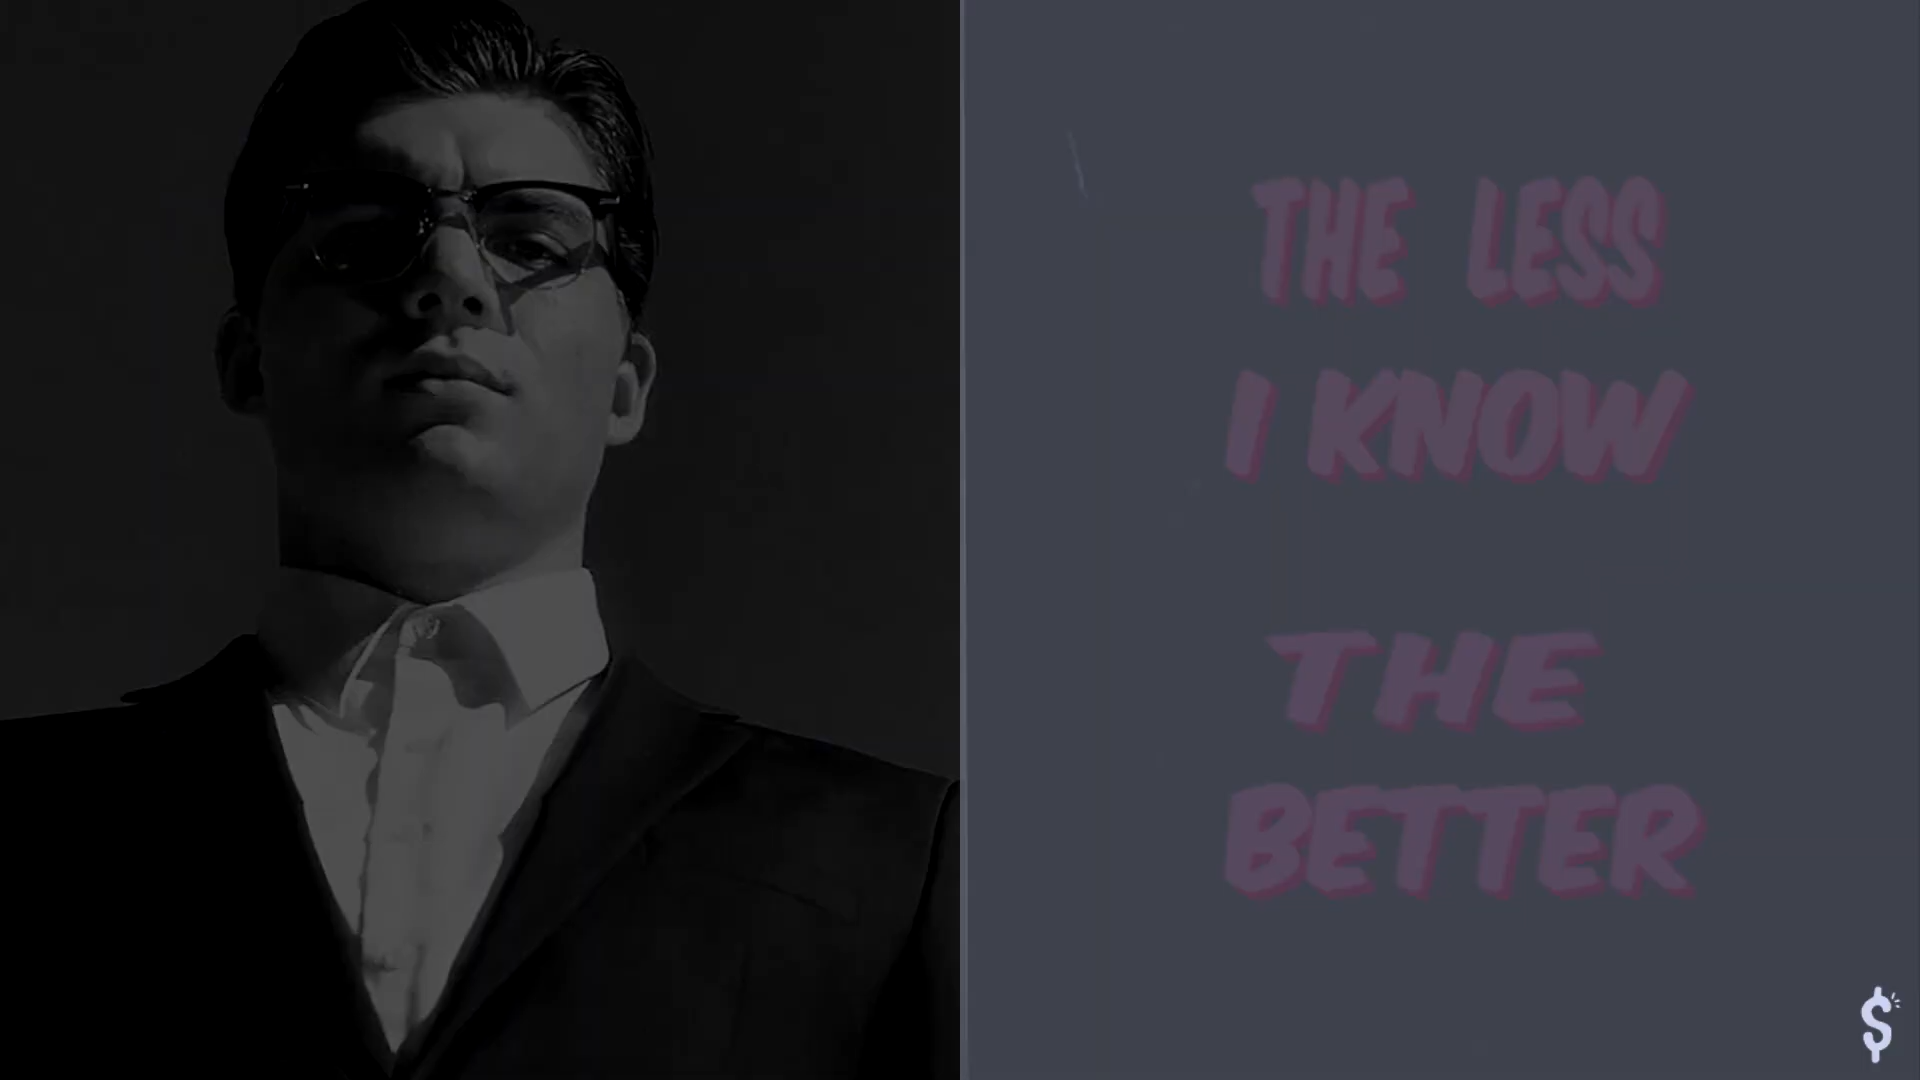 THE LESS
I KNOW
THE
BETTER
$